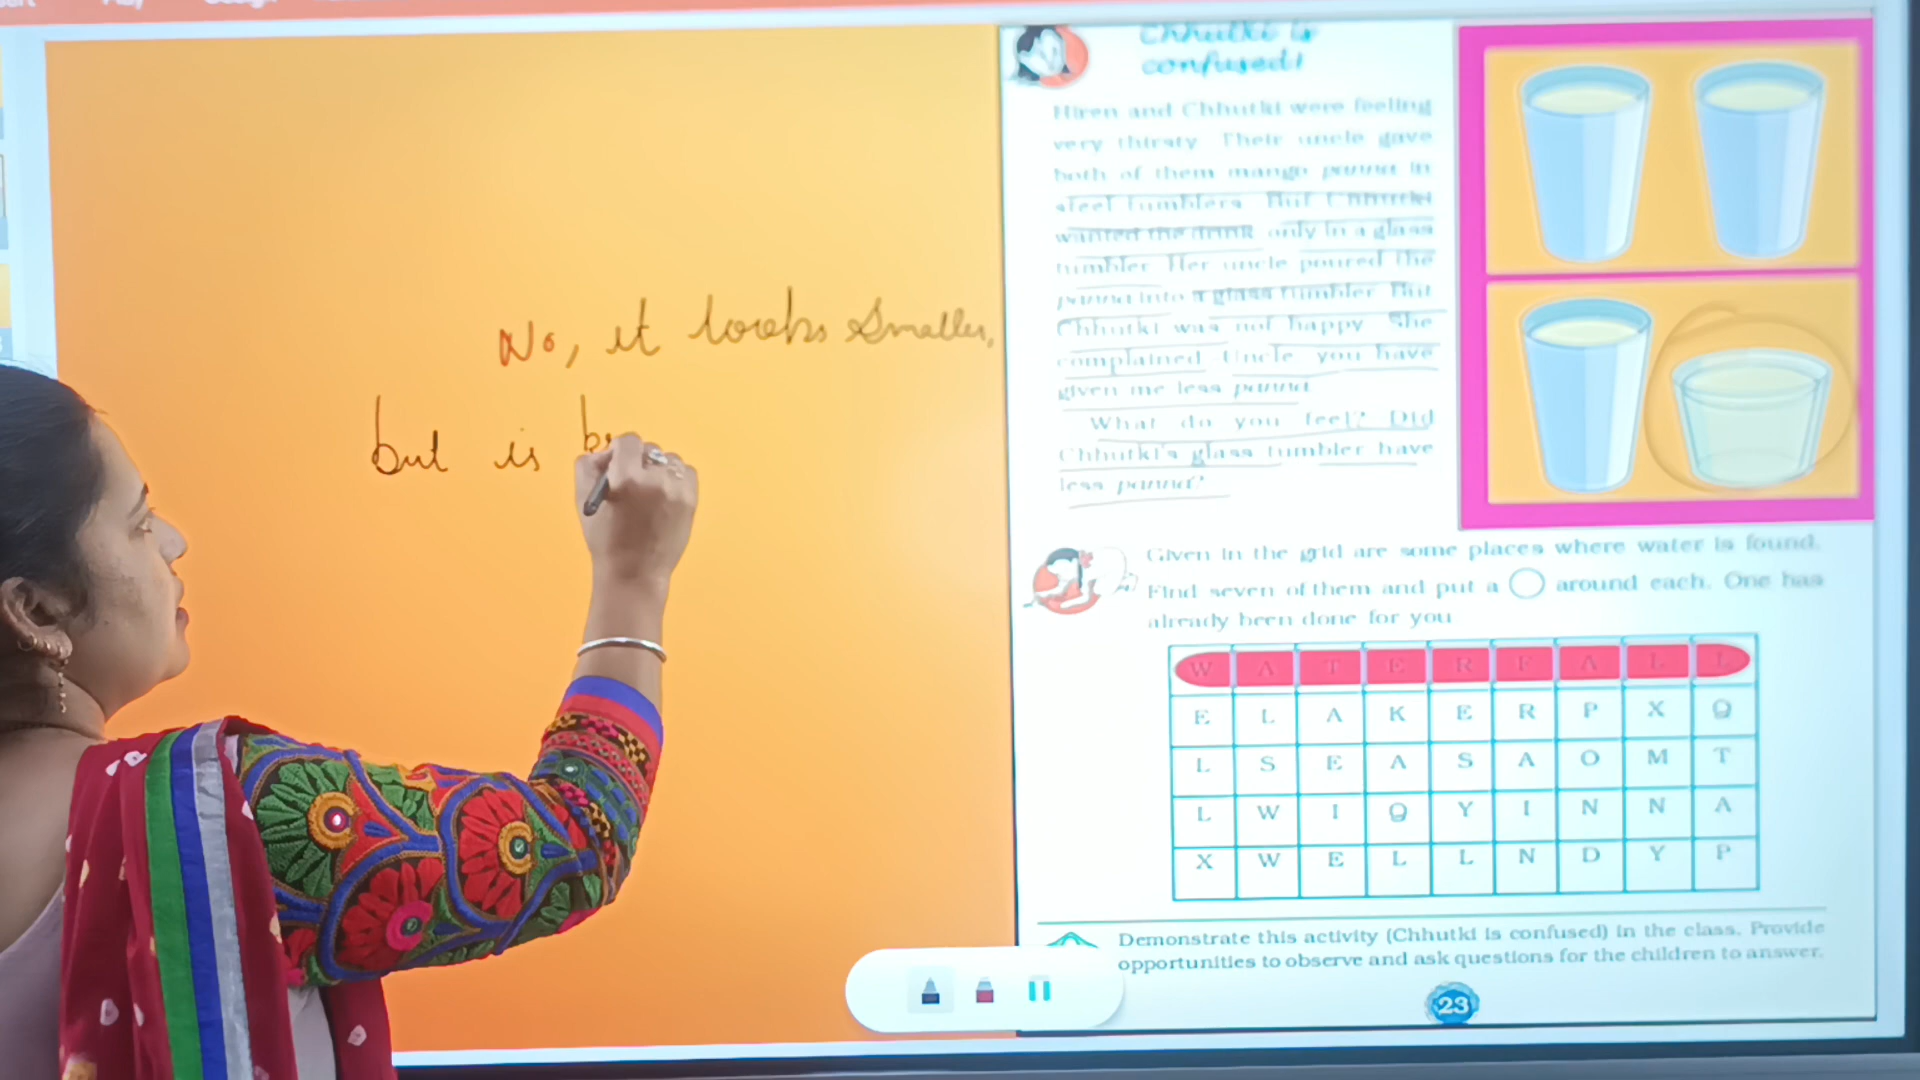 No, it looks smaller,
but is
Chhutki is
confused!
Hiren and Chhutki were feeling
very thirsty. Their uncle gave
both of them mango panna in
steel tumblers. But Chhutki
wanted the drink only in a glass
tumbler. Her uncle poured the
panna into a glass tumbler. But
Chhutki was not happy. She
complained Uncle, you have
given me less panna.
What do you feel? Did
Chhutki's glass tumbler have
less panna?
Given in the grid are some places where water is found.
Find seven of them and put a around each. One has
already been done for you.
W A T E R F A L L
E L A K E R P X Q
L S E A S A O M T
L W I Q Y I N N A
X W E L L N D Y P
Demonstrate this activity (Chhutki is confused) in the class. Provide
opportunities to observe and ask questions for the children to answer.
23